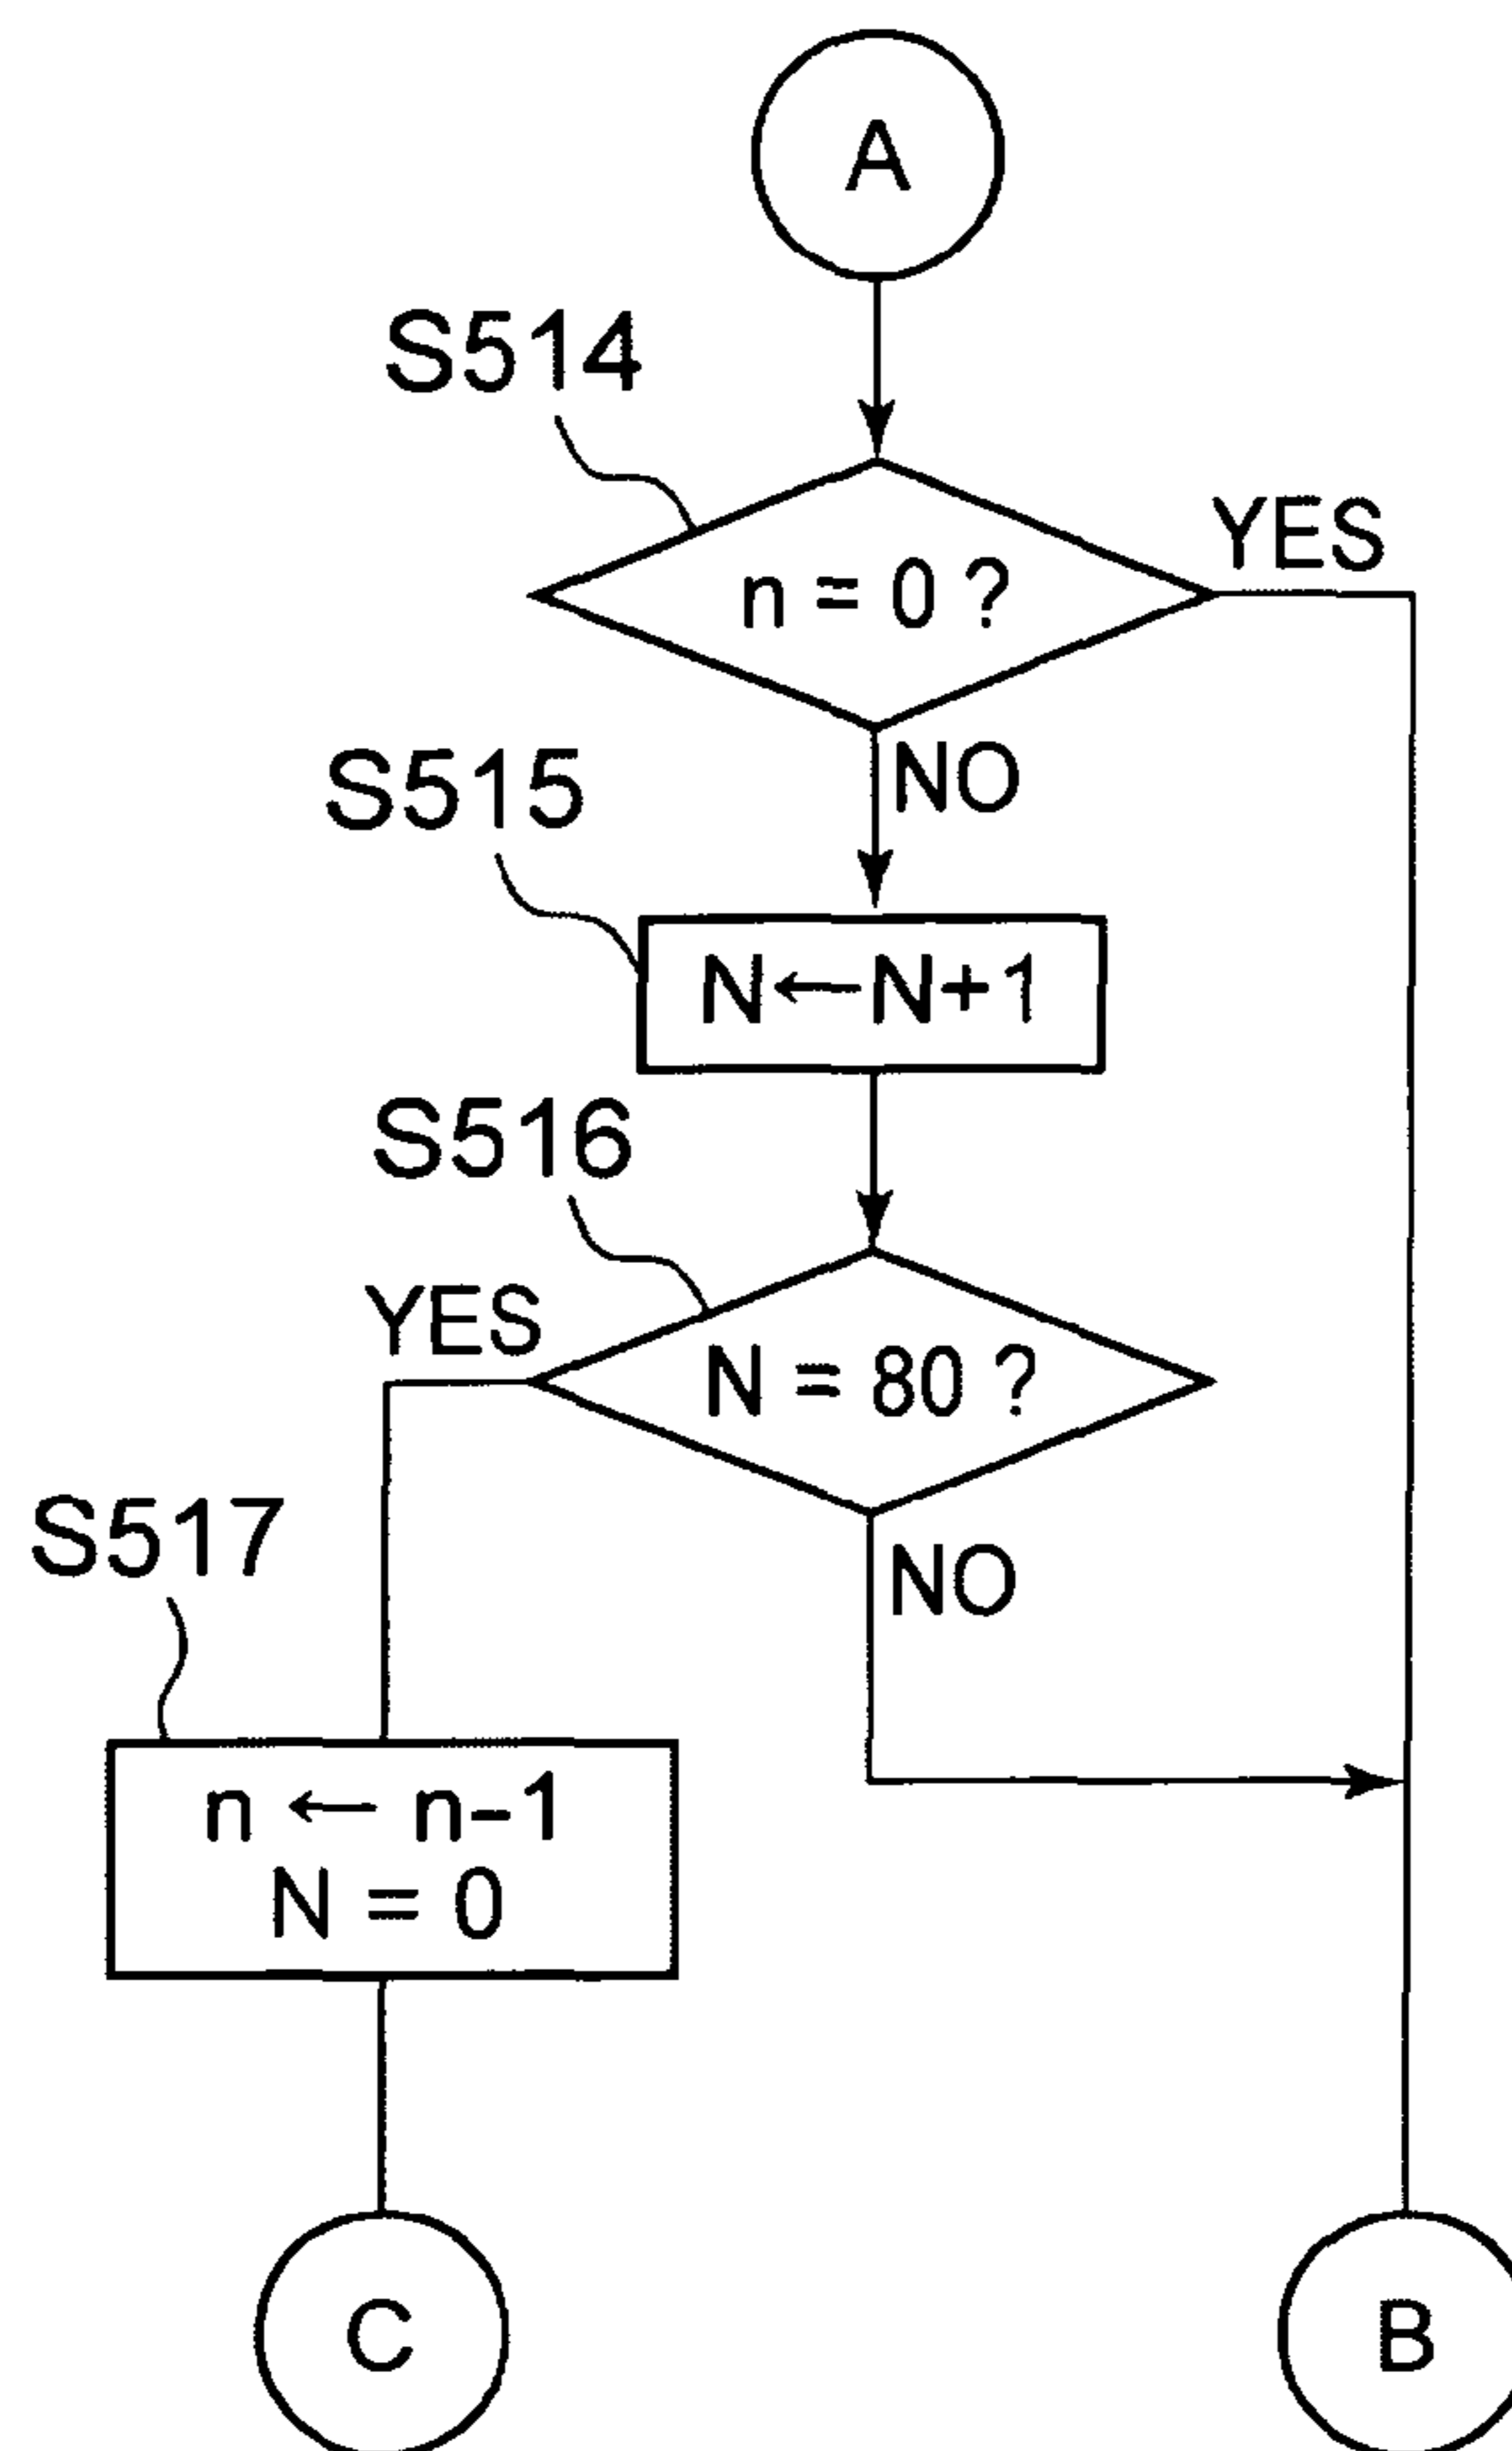 A
S514
YES
n = 0 ?
NO
S515
N←N+1
S516
YES
N = 80 ?
NO
S517
n ← n-1
N = 0
C
B